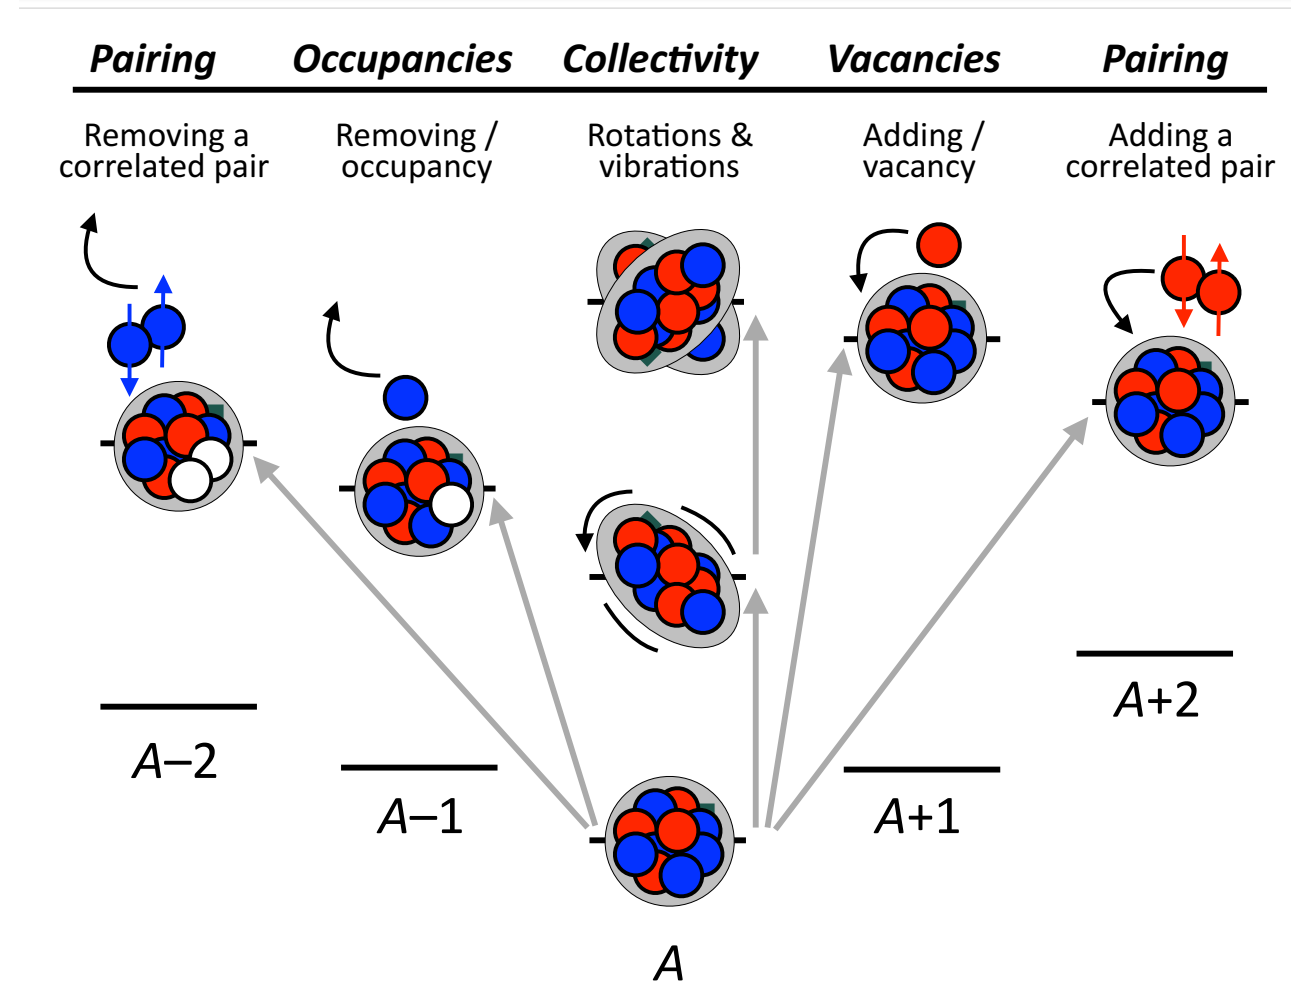 Pairing
Occupancies
Collectivity
Vacancies
Pairing
Removing a
correlated pair
Removing /
occupancy
Rotations &
vibrations
Adding /
vacancy
Adding a
correlated pair
A+2
A–2
A–1
A+1
A